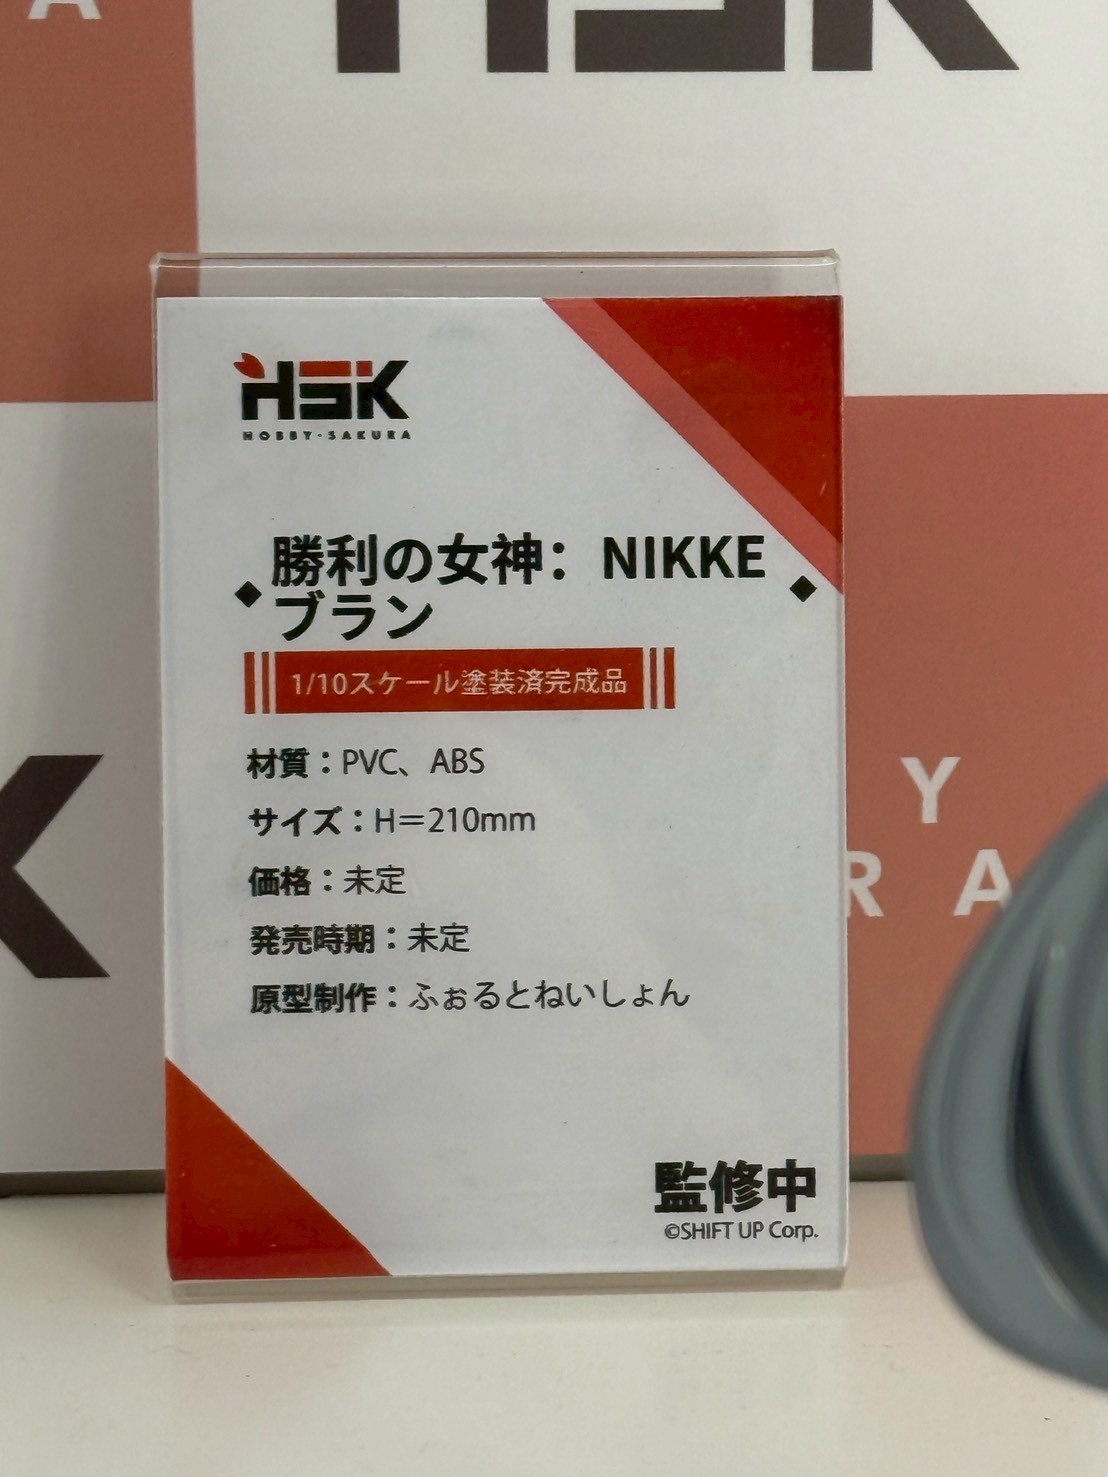 A
HSK
HSK
HOBBY-SAKURA
勝利の女神：NIKKE
ブラン
1/10スケール塗装済完成品
材質：PVC、ABS
サイズ：H＝210mm
価格：未定
発売時期：未定
原型制作：ふぉるとねいしょん
監修中
©SHIFT UP Corp.
K
Y
RA